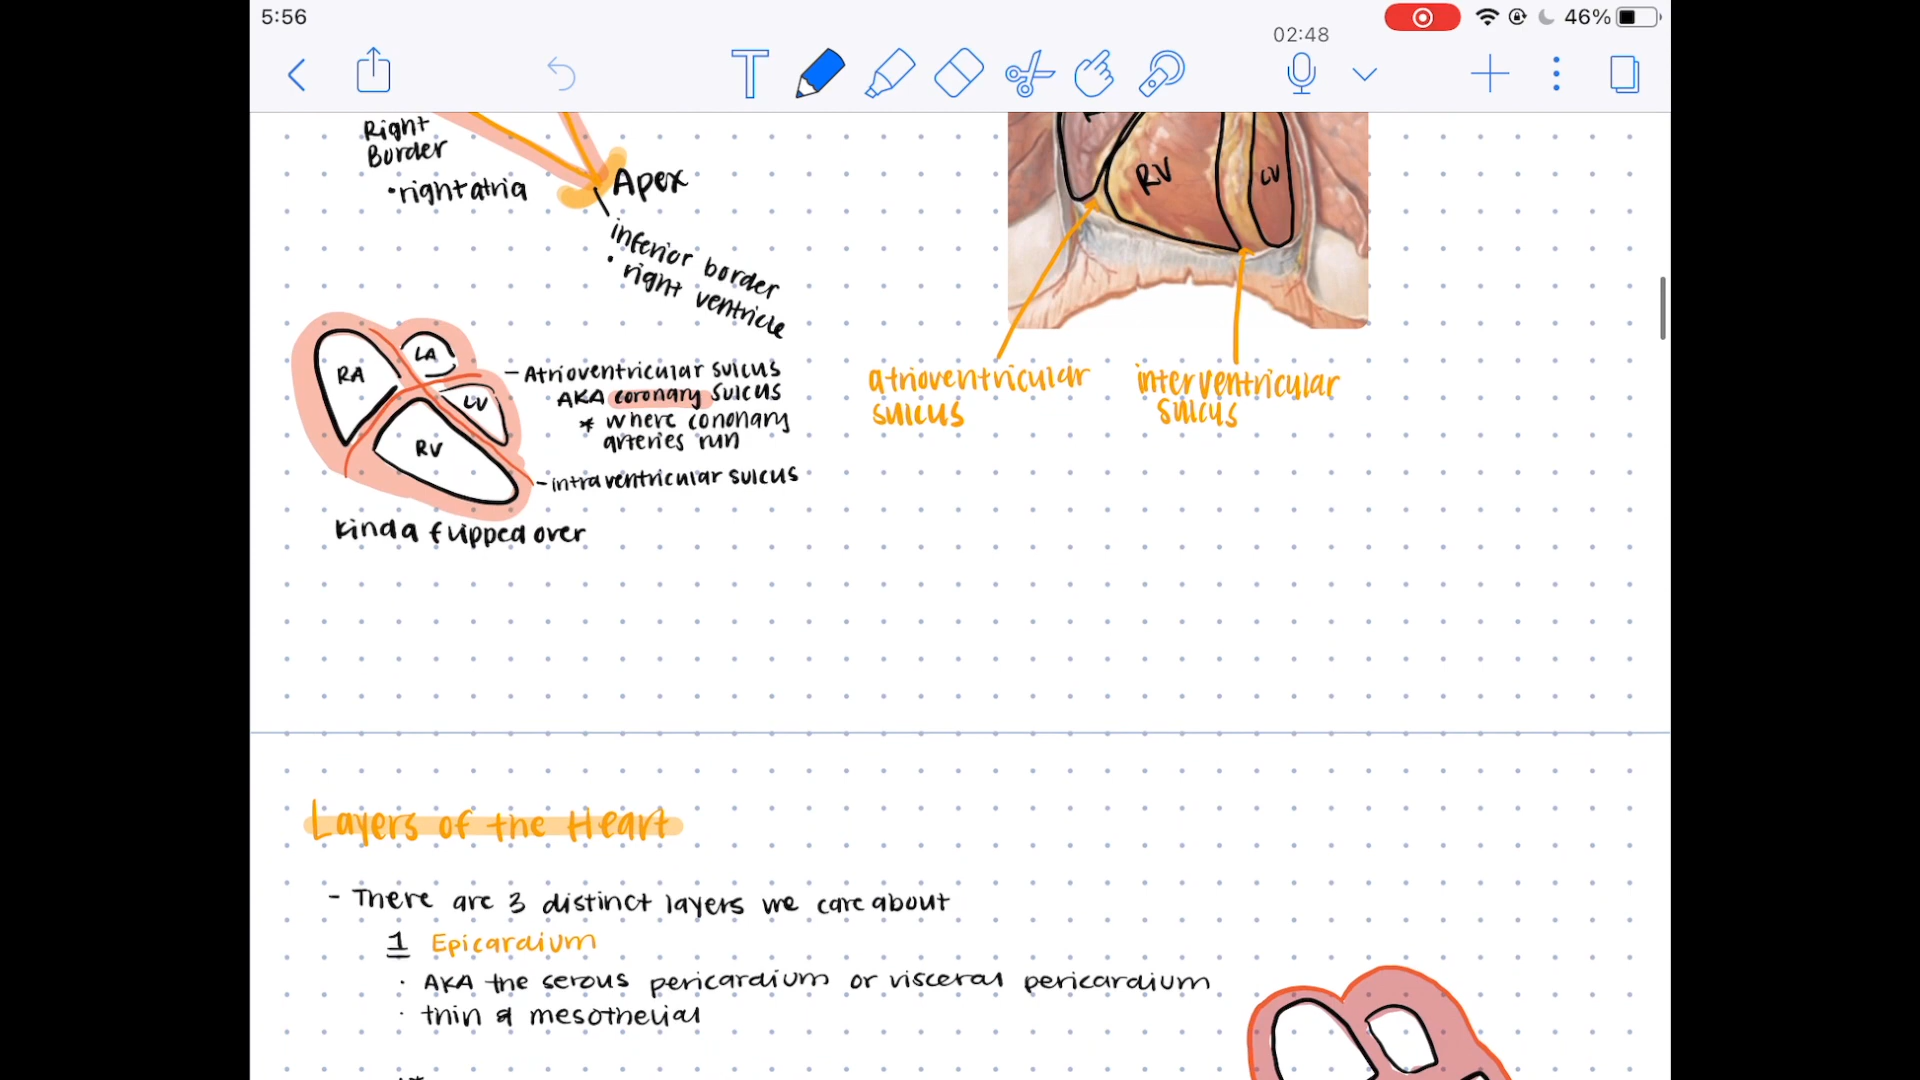 5:56
02:48
46%
Right
Border
•right atria
Apex
inferior border
• right ventricle
RV
LV
RA
LA
LV
RV
- Atrioventricular sulcus
AKA coronary sulcus
* where cononary
arteries run
- intraventricular sulcus
kinda flipped over
atrioventricular
sulcus
interventricular
sulcus
Layers of the Heart
- There are 3 distinct layers we care about
1 Epicardium
· AKA the serous pericardium or visceral pericardium
· thin & mesothelial